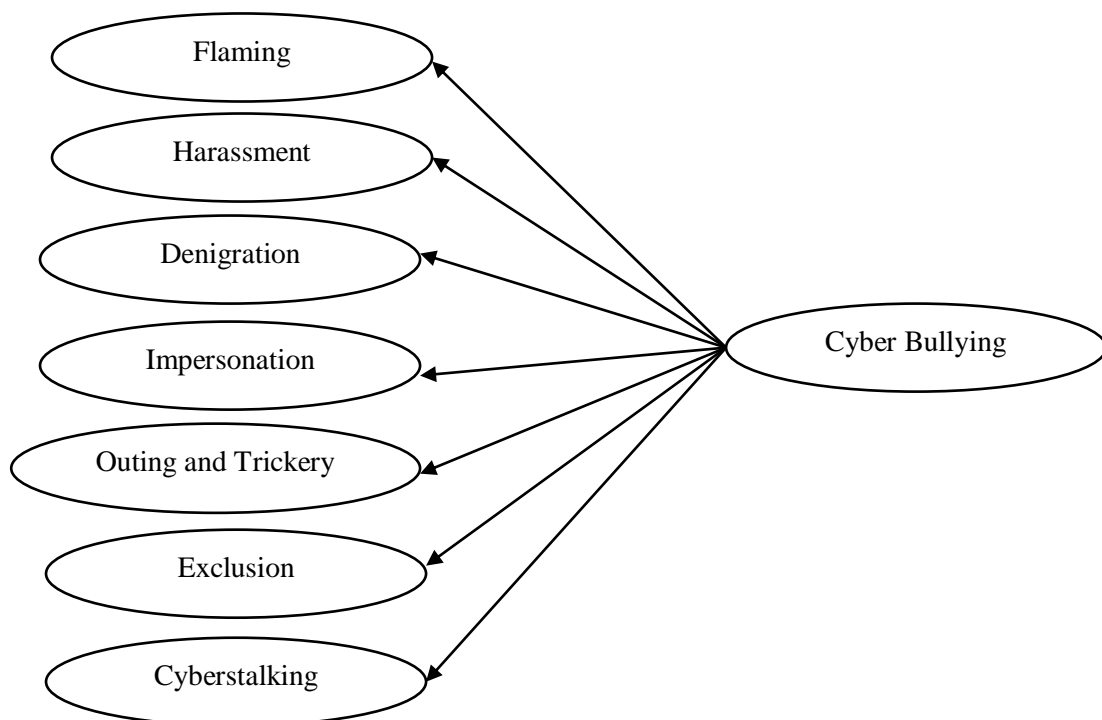 Flaming
Harassment
Denigration
Impersonation
Outing and Trickery
Exclusion
Cyberstalking
Cyber Bullying